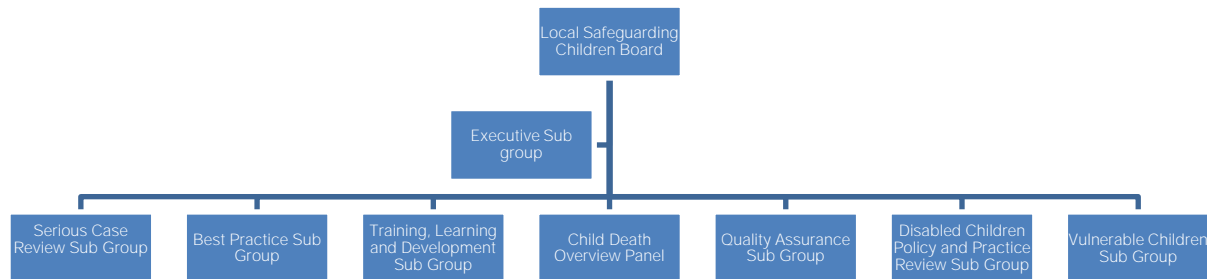 Local Safeguarding
Children Board
Executive Sub
group
Serious Case
Review Sub Group
Best Practice Sub
Group
Training, Learning
and Development
Sub Group
Child Death
Overview Panel
Quality Assurance
Sub Group
Disabled Children
Policy and Practice
Review Sub Group
Vulnerable Children
Sub Group